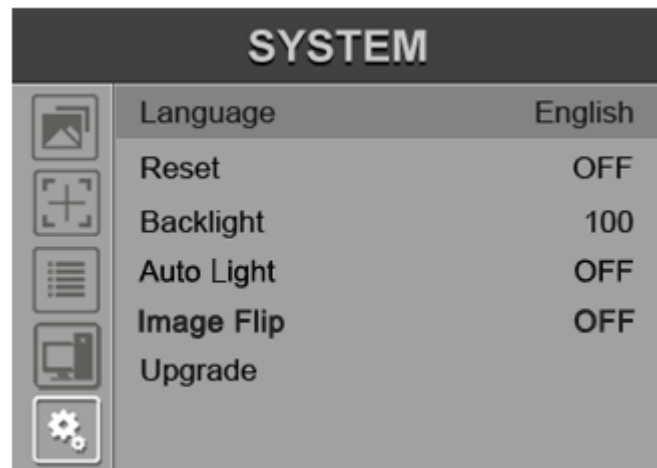 SYSTEM
Language English
Reset OFF
Backlight 100
Auto Light OFF
Image Flip OFF
Upgrade